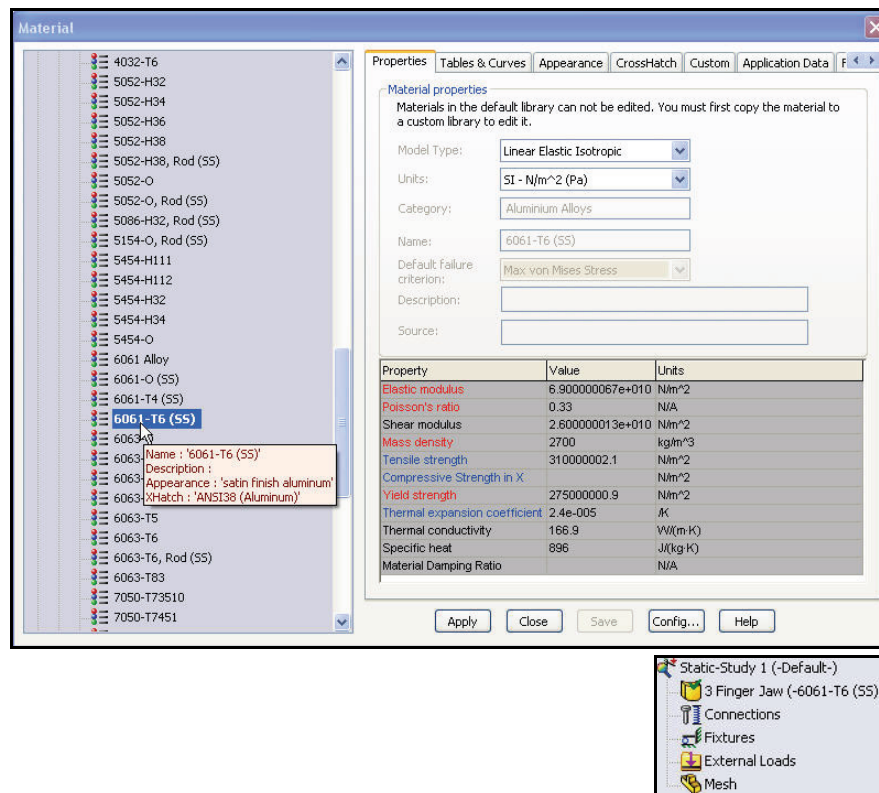 Material
4032-T6
5052-H32
5052-H34
5052-H36
5052-H38
5052-H38, Rod (SS)
5052-O
5052-O, Rod (SS)
5086-H32, Rod (SS)
5154-O, Rod (SS)
5454-H111
5454-H112
5454-H32
5454-H34
5454-O
6061 Alloy
6061-O (SS)
6061-T4 (SS)
6061-T6 (SS)
6063-
6063-
6063-
6063-
6063-T5
6063-T6
6063-T6, Rod (SS)
6063-T83
7050-T73510
7050-T7451
Name : '6061-T6 (SS)'
Description :
Appearance : 'satin finish aluminum'
XHatch : 'ANSI38 (Aluminum)'
Properties Tables & Curves Appearance CrossHatch Custom Application Data F
Material properties
Materials in the default library can not be edited. You must first copy the material to
a custom library to edit it.
Model Type: Linear Elastic Isotropic
Units: SI - N/m^2 (Pa)
Category: Aluminium Alloys
Name: 6061-T6 (SS)
Default failure
criterion: Max von Mises Stress
Description:
Source:
Property Value Units
Elastic modulus 6.900000067e+010 N/m^2
Poisson's ratio 0.33 N/A
Shear modulus 2.600000013e+010 N/m^2
Mass density 2700 kg/m^3
Tensile strength 310000002.1 N/m^2
Compressive Strength in X N/m^2
Yield strength 275000000.9 N/m^2
Thermal expansion coefficient 2.4e-005 /K
Thermal conductivity 166.9 W/(m·K)
Specific heat 896 J/(kg·K)
Material Damping Ratio N/A
Apply Close Save Config... Help
Static-Study 1 (-Default-)
3 Finger Jaw (-6061-T6 (SS)
Connections
Fixtures
External Loads
Mesh